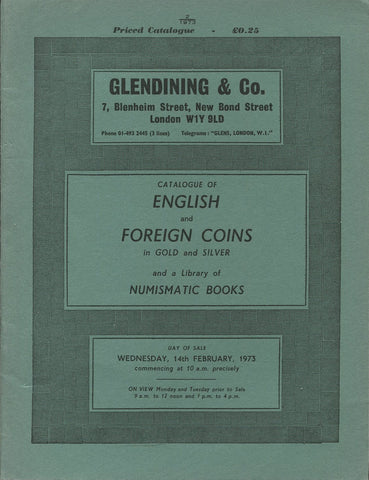 2
1973
Priced Catalogue - £0.25
GLENDINING & Co.
7, Blenheim Street, New Bond Street
London W1Y 9LD
Phone 01-493 2445 (3 lines) Telegrams: "GLENS, LONDON, W.1."
CATALOGUE OF
ENGLISH
and
FOREIGN COINS
in GOLD and SILVER
and a Library of
NUMISMATIC BOOKS
DAY OF SALE
WEDNESDAY, 14th FEBRUARY, 1973
commencing at 10 a.m. precisely
ON VIEW Monday and Tuesday prior to Sale
9 a.m. to 12 noon and 1 p.m. to 4 p.m.